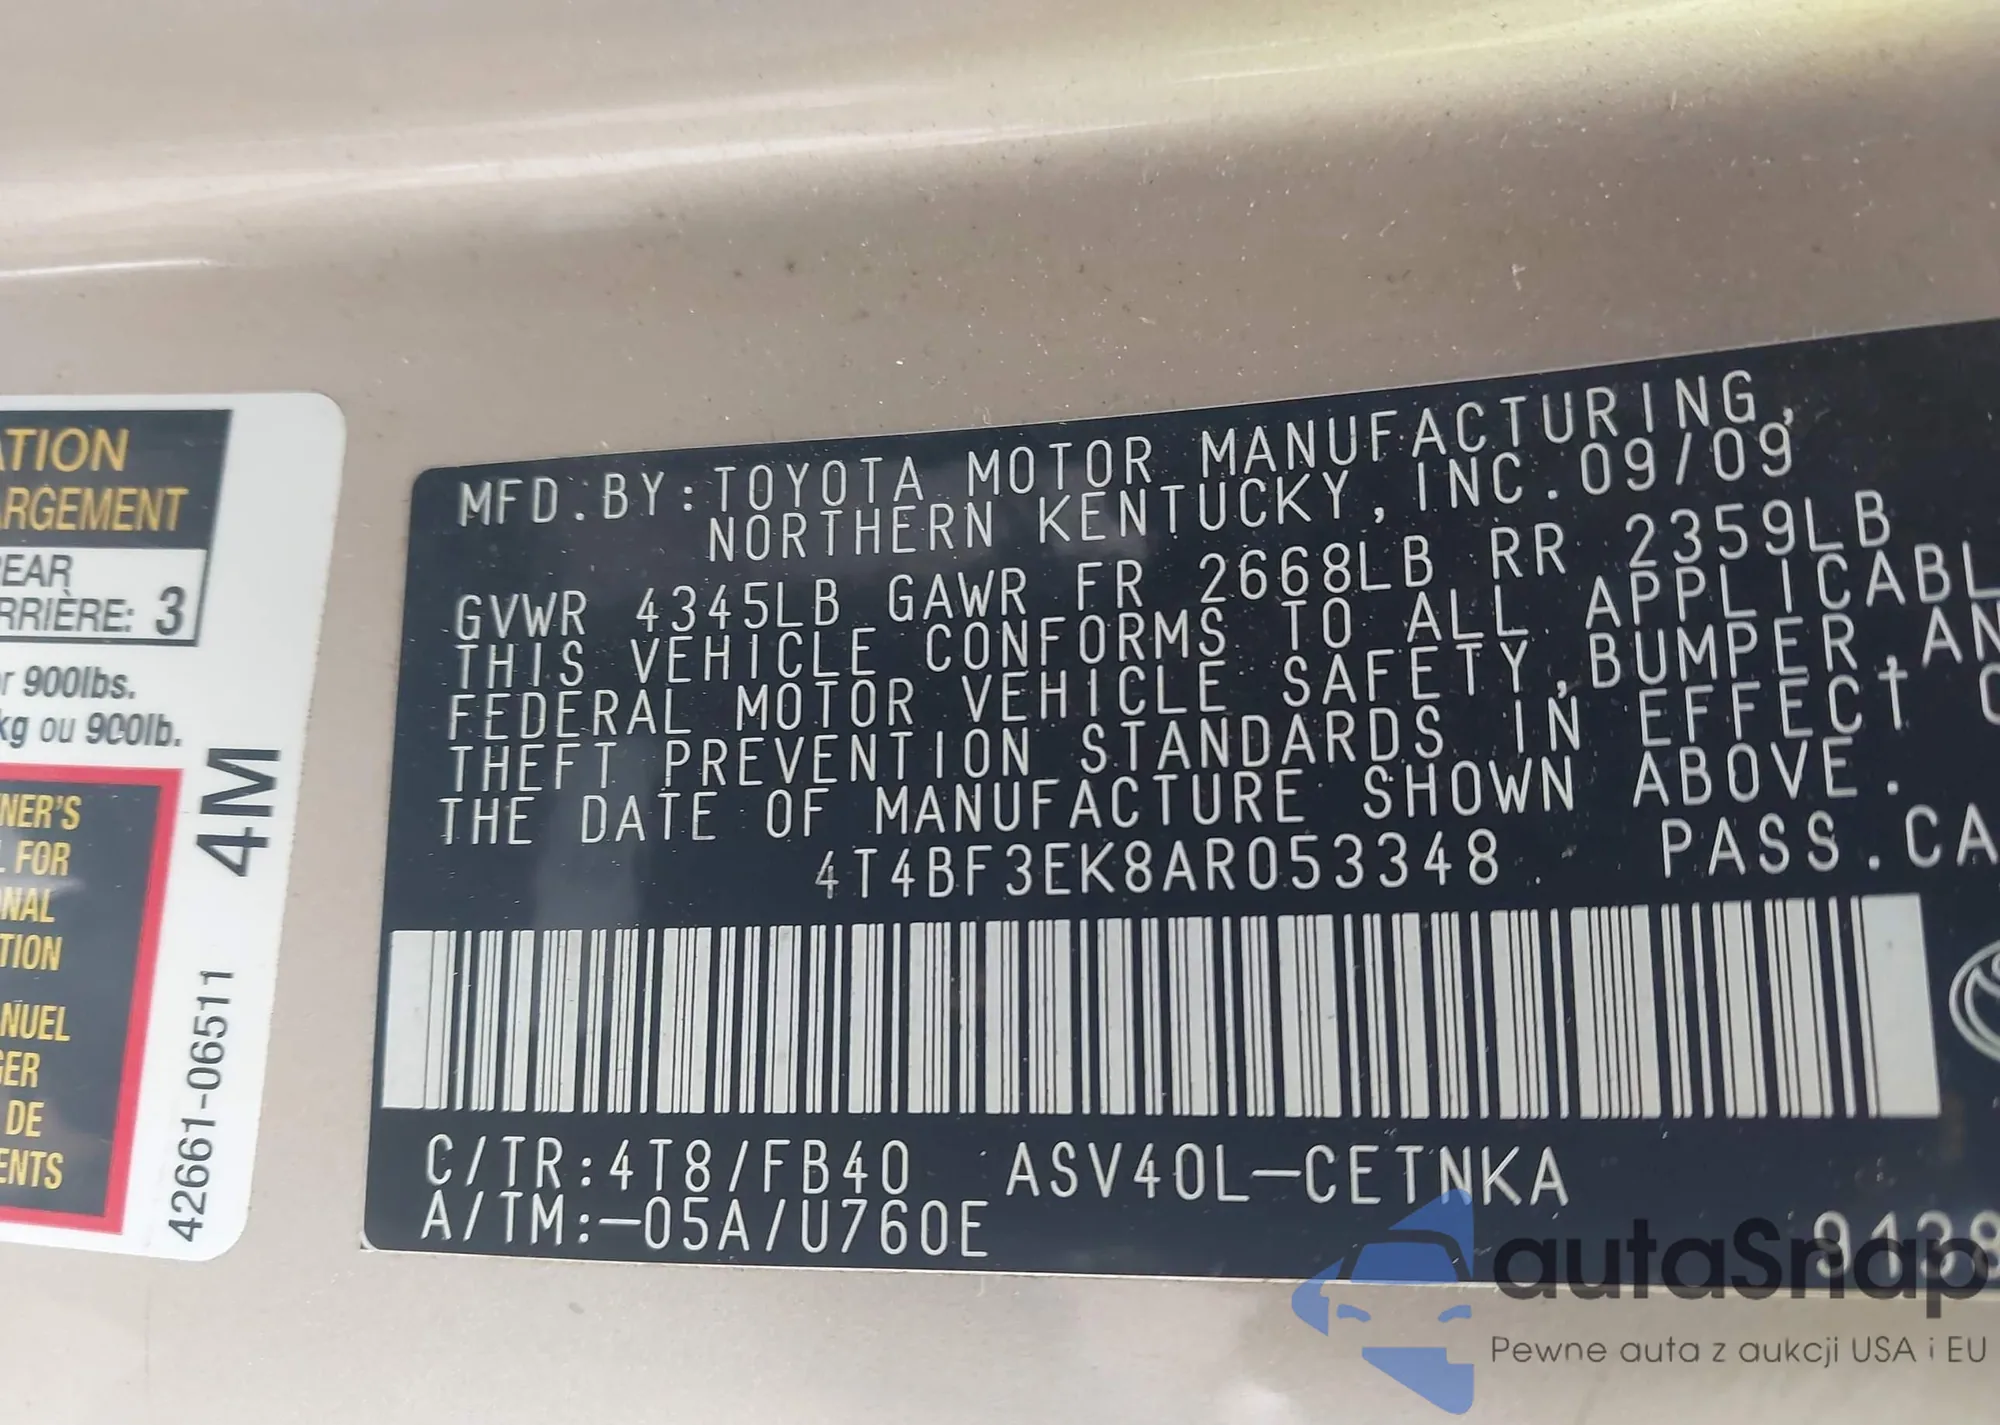 ATION
ARGEMENT
REAR
ARRIÈRE: 3
or 900lbs.
kg ou 900lb.
NER'S
L FOR
NAL
TION
NUEL
GER
DE
ENTS
42661-06511 4M
MFD.BY:TOYOTA MOTOR MANUFACTURING,
NORTHERN KENTUCKY, INC. 09/09
GVWR 4345LB GAWR FR 2668LB RR 2359LB
THIS VEHICLE CONFORMS TO ALL APPLICABL
FEDERAL MOTOR VEHICLE SAFETY,BUMPER,AN
THEFT PREVENTION STANDARDS IN EFFECT O
THE DATE OF MANUFACTURE SHOWN ABOVE.
4T4BF3EK8AR053348 PASS.CA
C/TR:4T8/FB40 ASV40L-CETNKA
A/TM:-05A/U760E
9438
autaSnap
Pewne auta z aukcji USA i EU